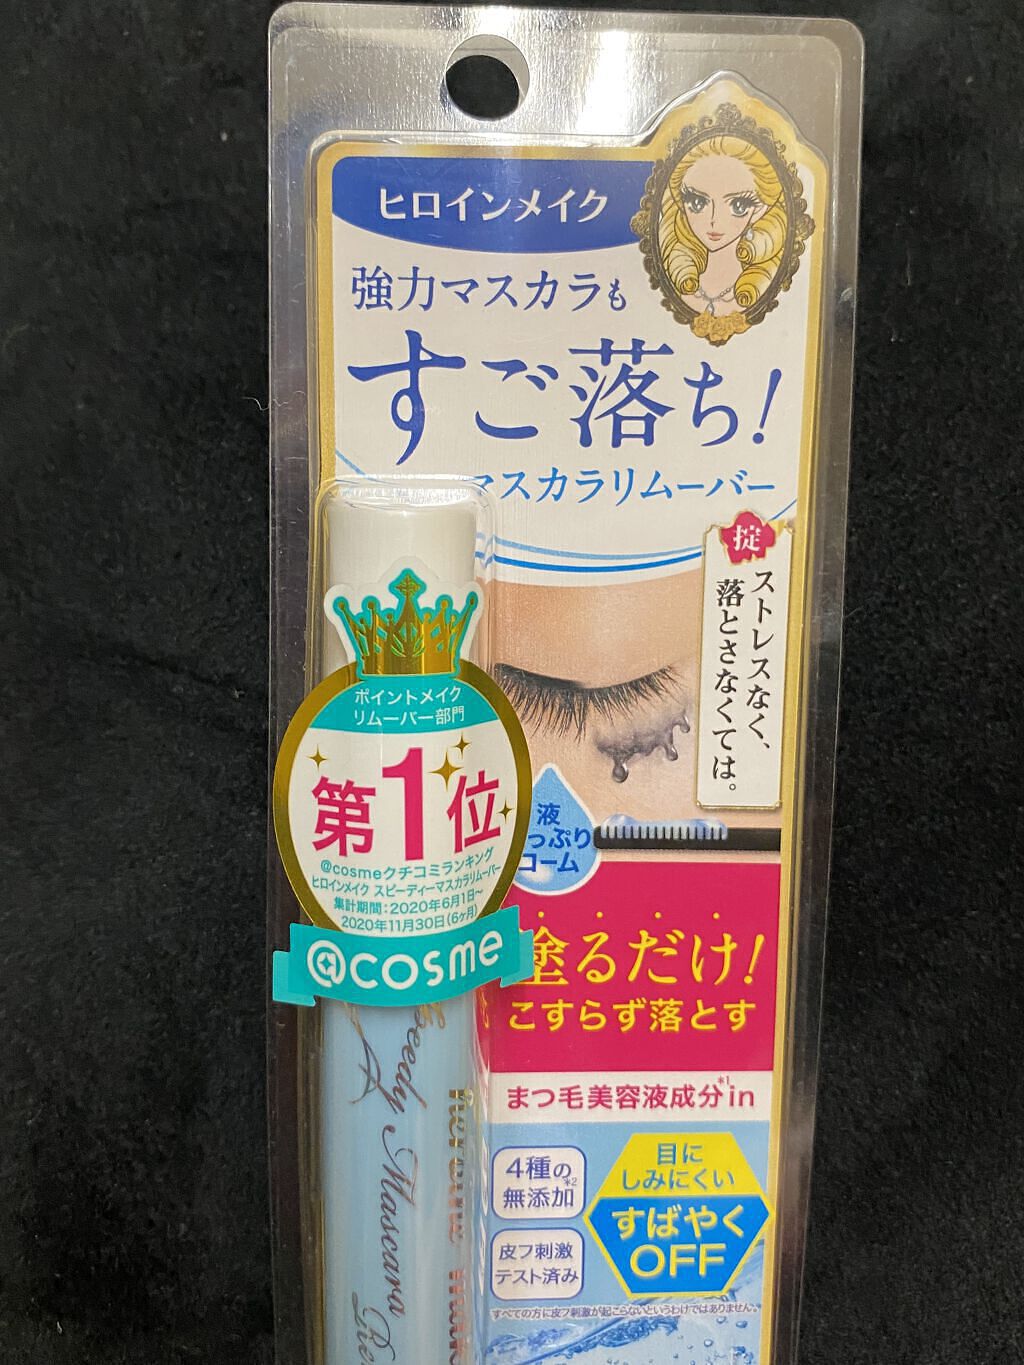 ヒロインメイク
強力マスカラも
すご落ち!
マスカラリムーバー
掟
ストレスなく、
落とさなくては。
ポイントメイク
リムーバー部門
第1位
@cosmeクチコミランキング
ヒロインメイク スピーディーマスカラリムーバー
集計期間:2020年6月1日〜
2020年11月30日(6ヶ月)
@cosme
液
っぷり
コーム
塗るだけ!
こすらず落とす
まつ毛美容液成分*1in
4種の
無添加*2
皮フ刺激
テスト済み
目に
しみにくい
すばやく
OFF
すべての方に皮フ刺激が起こらないというわけではありません。
Speedy Mascara
heroine